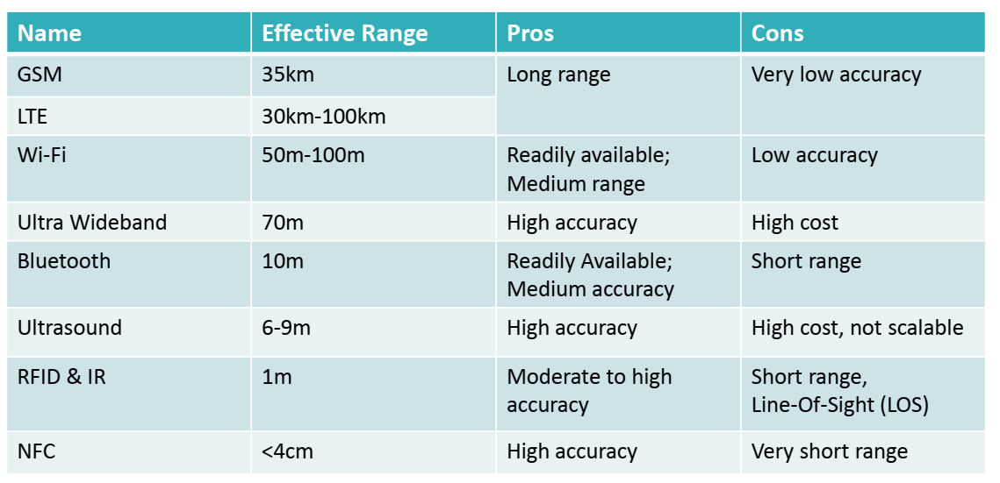 Name Effective Range Pros Cons
GSM 35km Long range Very low accuracy
LTE 30km-100km
Wi-Fi 50m-100m Readily available; Low accuracy
Medium range
Ultra Wideband 70m High accuracy High cost
Bluetooth 10m Readily Available; Short range
Medium accuracy
Ultrasound 6-9m High accuracy High cost, not scalable
RFID & IR 1m Moderate to high Short range,
accuracy Line-Of-Sight (LOS)
NFC <4cm High accuracy Very short range